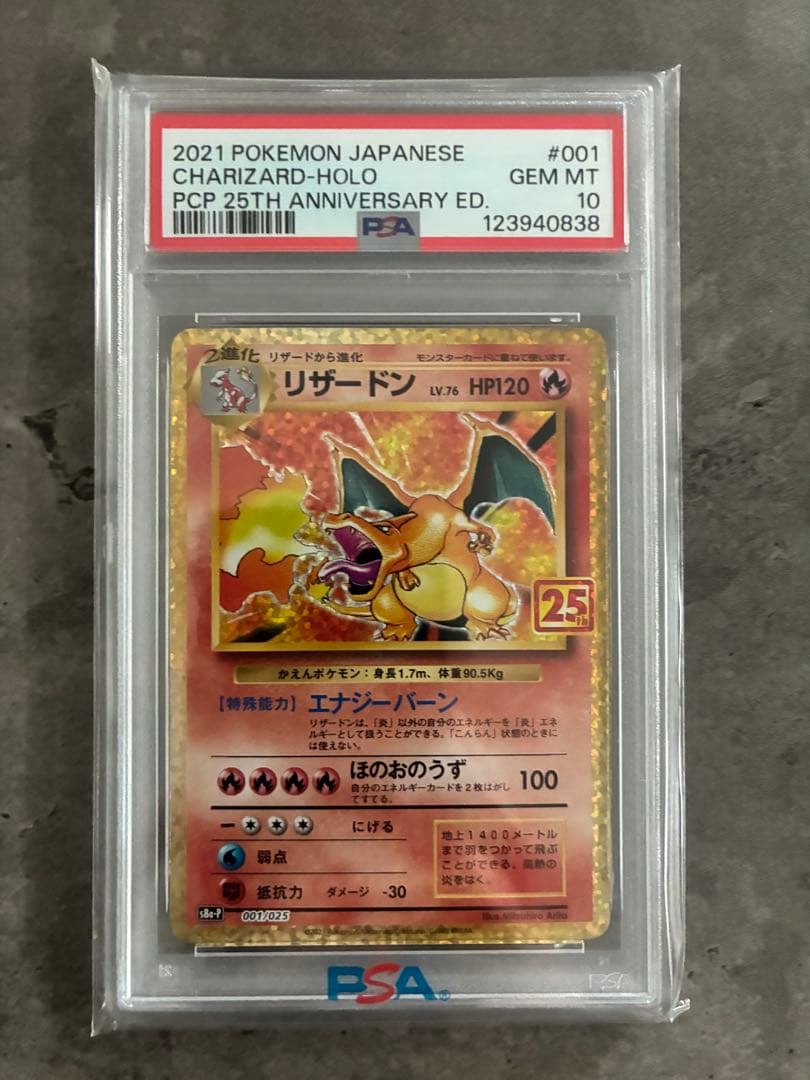 2021 POKEMON JAPANESE #001
CHARIZARD-HOLO GEM MT
PCP 25TH ANNIVERSARY ED. 10
PSA 123940838
2進化 リザードから進化 モンスターカードに重ねて使います。
リザードン LV.76 HP120
25th
かえんポケモン：身長1.7m、体重90.5Kg
【特殊能力】エナジーバーン
リザードンは、「炎」以外の自分のエネルギーを「炎」エネ
ルギーとして扱うことができる。「こんらん」状態のときに
は使えない。
ほのおのうず 100
自分のエネルギーカードを2枚はがし
てすてる。
にげる
弱点
抵抗力 ダメージ -30
地上1400メートル
まで羽をつかって飛ぶ
ことができる。高熱の
炎をはく。
s8a-P 001/025 Illus.Mitsuhiro Arita
PSA